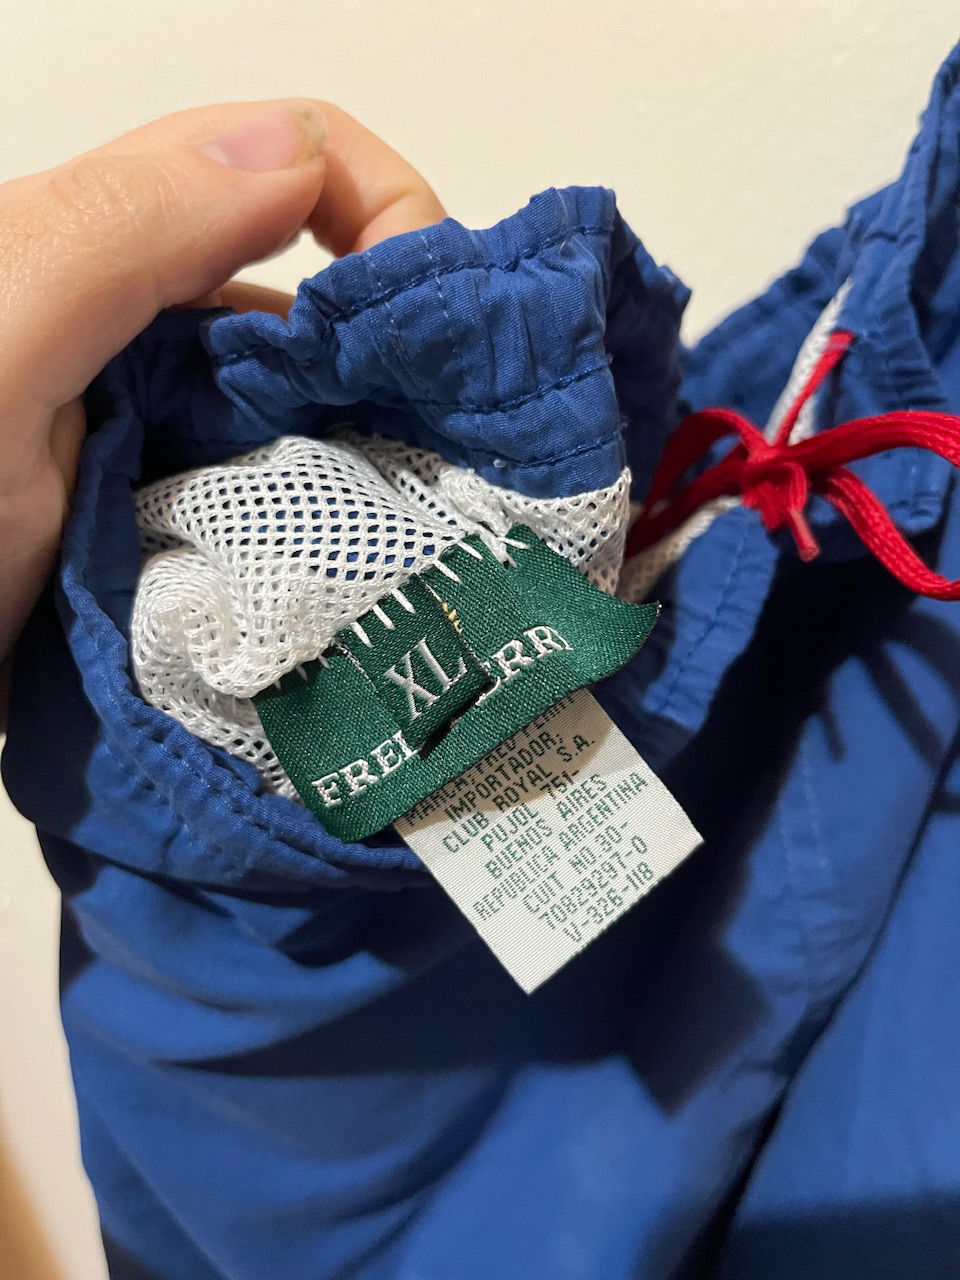 XL
FRED PERRY
MARCA; FRED PERRY
IMPORTADOR;
CLUB ROYAL S.A.
PUJOL 751-
BUENOS AIRES
REPUBLICA ARGENTINA
CUIT NO.30-
70829297-0
V-326-118